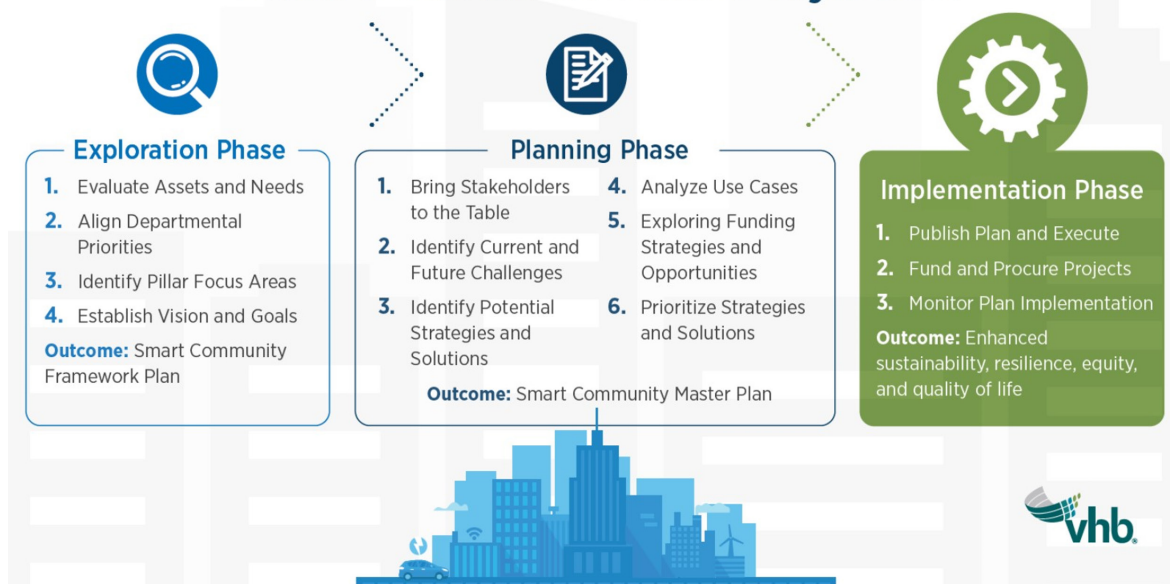 Exploration Phase
1. Evaluate Assets and Needs
2. Align Departmental
Priorities
3. Identify Pillar Focus Areas
4. Establish Vision and Goals
Outcome: Smart Community
Framework Plan
Planning Phase
1. Bring Stakeholders
to the Table
2. Identify Current and
Future Challenges
3. Identify Potential
Strategies and
Solutions
4. Analyze Use Cases
5. Exploring Funding
Strategies and
Opportunities
6. Prioritize Strategies
and Solutions
Outcome: Smart Community Master Plan
Implementation Phase
1. Publish Plan and Execute
2. Fund and Procure Projects
3. Monitor Plan Implementation
Outcome: Enhanced
sustainability, resilience, equity,
and quality of life
vhb